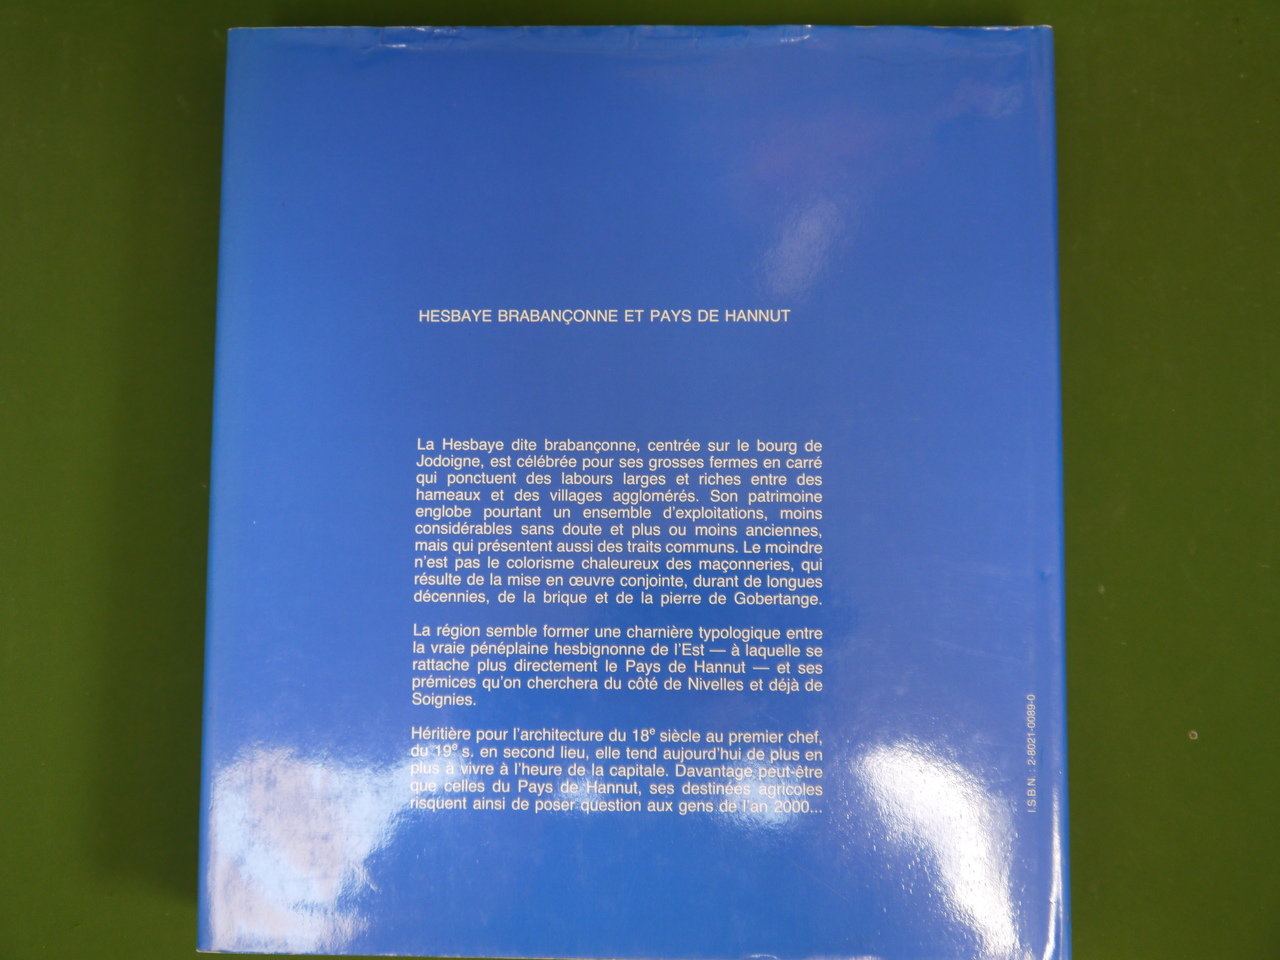 HESBAYE BRABANÇONNE ET PAYS DE HANNUT
La Hesbaye dite brabançonne, centrée sur le bourg de
Jodoigne, est célébrée pour ses grosses fermes en carré
qui ponctuent des labours larges et riches entre des
hameaux et des villages agglomérés. Son patrimoine
englobe pourtant un ensemble d'exploitations, moins
considérables sans doute et plus ou moins anciennes,
mais qui présentent aussi des traits communs. Le moindre
n'est pas le colorisme chaleureux des maçonneries, qui
résulte de la mise en œuvre conjointe, durant de longues
décennies, de la brique et de la pierre de Gobertange.
La région semble former une charnière typologique entre
la vraie pénéplaine hesbignonne de l'Est — à laquelle se
rattache plus directement le Pays de Hannut — et ses
prémices qu'on cherchera du côté de Nivelles et déjà de
Soignies.
Héritière pour l'architecture du 18e siècle au premier chef,
du 19e s. en second lieu, elle tend aujourd'hui de plus en
plus à vivre à l'heure de la capitale. Davantage peut-être
que celles du Pays de Hannut, ses destinées agricoles
risquent ainsi de poser question aux gens de l'an 2000...
I.S.B.N. 2-8021-0089-0